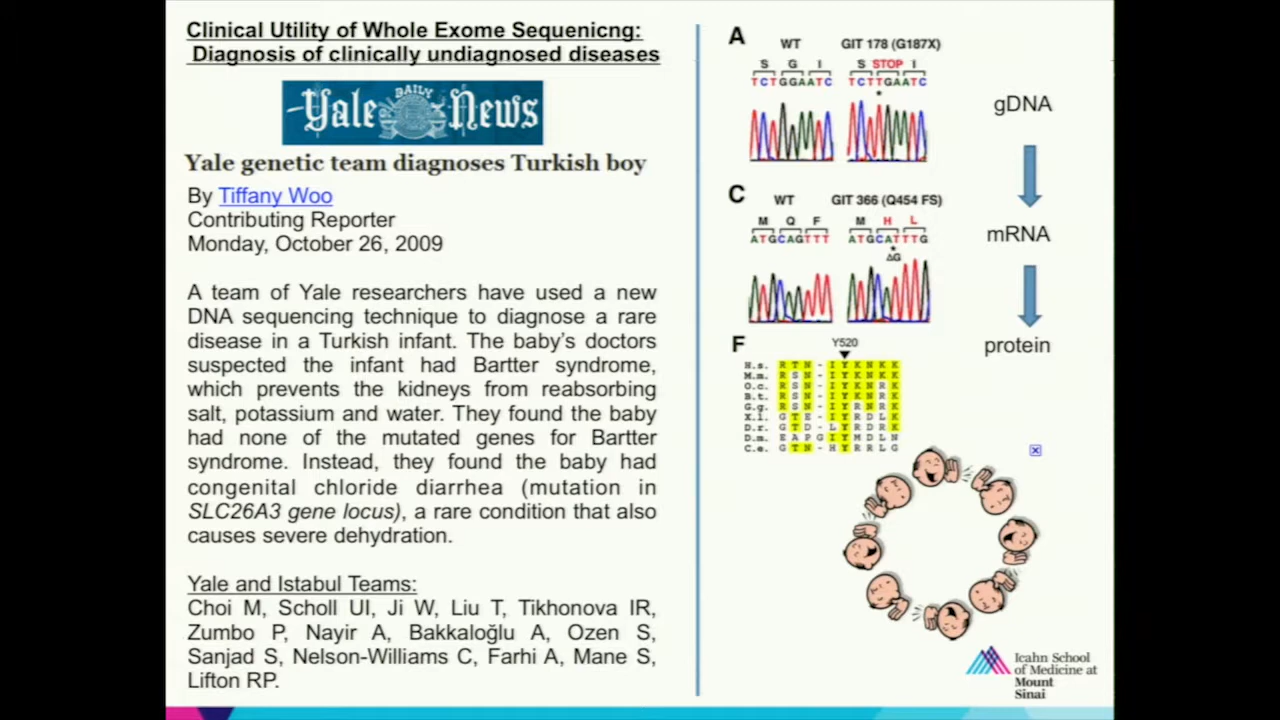 Clinical Utility of Whole Exome Sequenicng:
Diagnosis of clinically undiagnosed diseases
Yale DAILY News
Yale genetic team diagnoses Turkish boy
By Tiffany Woo
Contributing Reporter
Monday, October 26, 2009
A team of Yale researchers have used a new
DNA sequencing technique to diagnose a rare
disease in a Turkish infant. The baby's doctors
suspected the infant had Bartter syndrome,
which prevents the kidneys from reabsorbing
salt, potassium and water. They found the baby
had none of the mutated genes for Bartter
syndrome. Instead, they found the baby had
congenital chloride diarrhea (mutation in
SLC26A3 gene locus), a rare condition that also
causes severe dehydration.
Yale and Istabul Teams:
Choi M, Scholl UI, Ji W, Liu T, Tikhonova IR,
Zumbo P, Nayir A, Bakkaloğlu A, Ozen S,
Sanjad S, Nelson-Williams C, Farhi A, Mane S,
Lifton RP.
A
WT GIT 178 (G187X)
S G I S STOP I
TCTGGAATC TCTTGAATC
*
C
WT GIT 366 (Q454 FS)
M Q F M H L
ATGCAGTTT ATGCATTTG
*
ΔG
F
Y520
H.s. R T N - I Y K N K K
M.m. R S N - I Y K N K K
O.c. R S N - I Y K N R K
B.t. R S N - I Y K N R K
G.g. R S N - I Y R N R K
X.l. G T E - I Y R D L K
D.r. G T D - L Y R D R K
D.m. E A P G I Y M D L N
C.e. G T N - H Y R R L G
gDNA
mRNA
protein
Icahn School
of Medicine at
Mount
Sinai